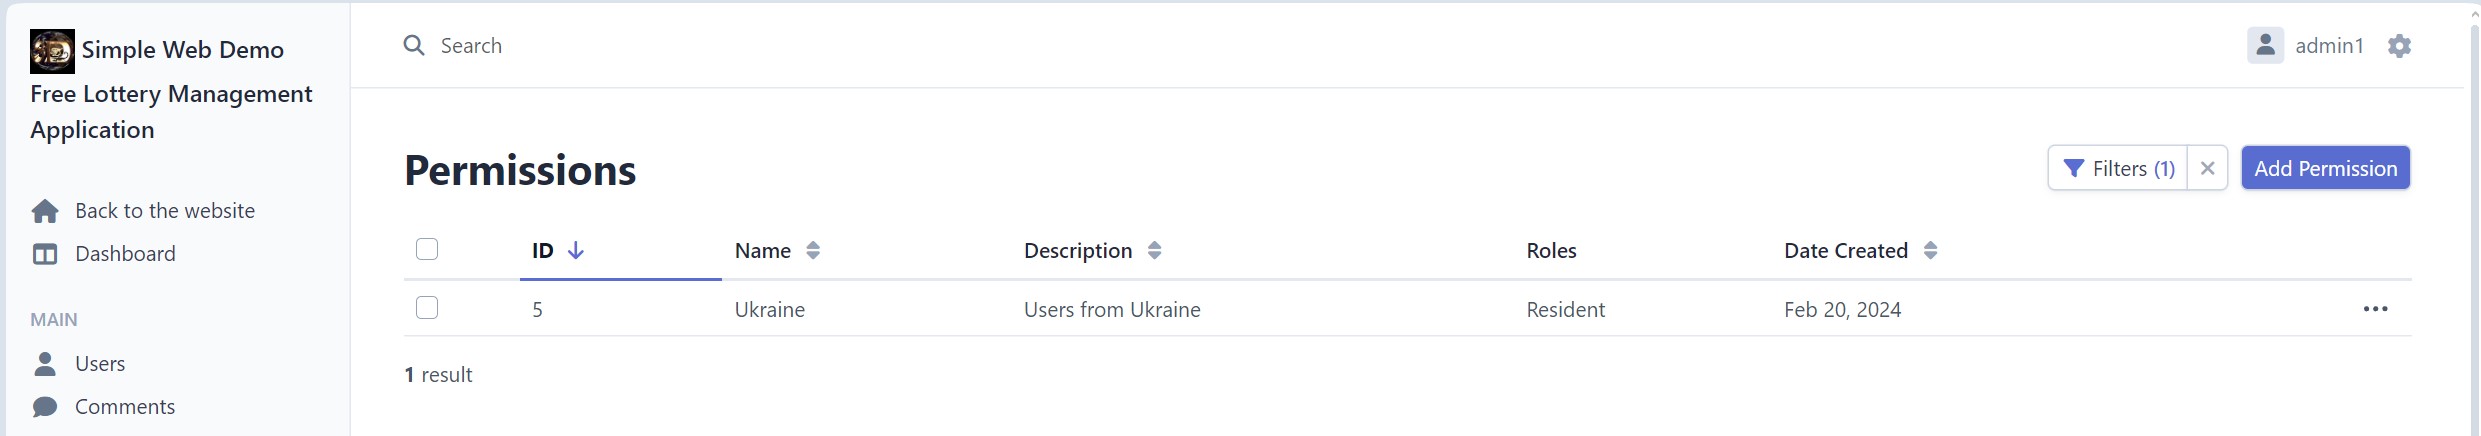 Simple Web Demo
Free Lottery Management
Application
Back to the website
Dashboard
MAIN
Users
Comments
Search
admin1
Permissions
Filters (1)
Add Permission
ID Name Description Roles Date Created
5 Ukraine Users from Ukraine Resident Feb 20, 2024
1 result